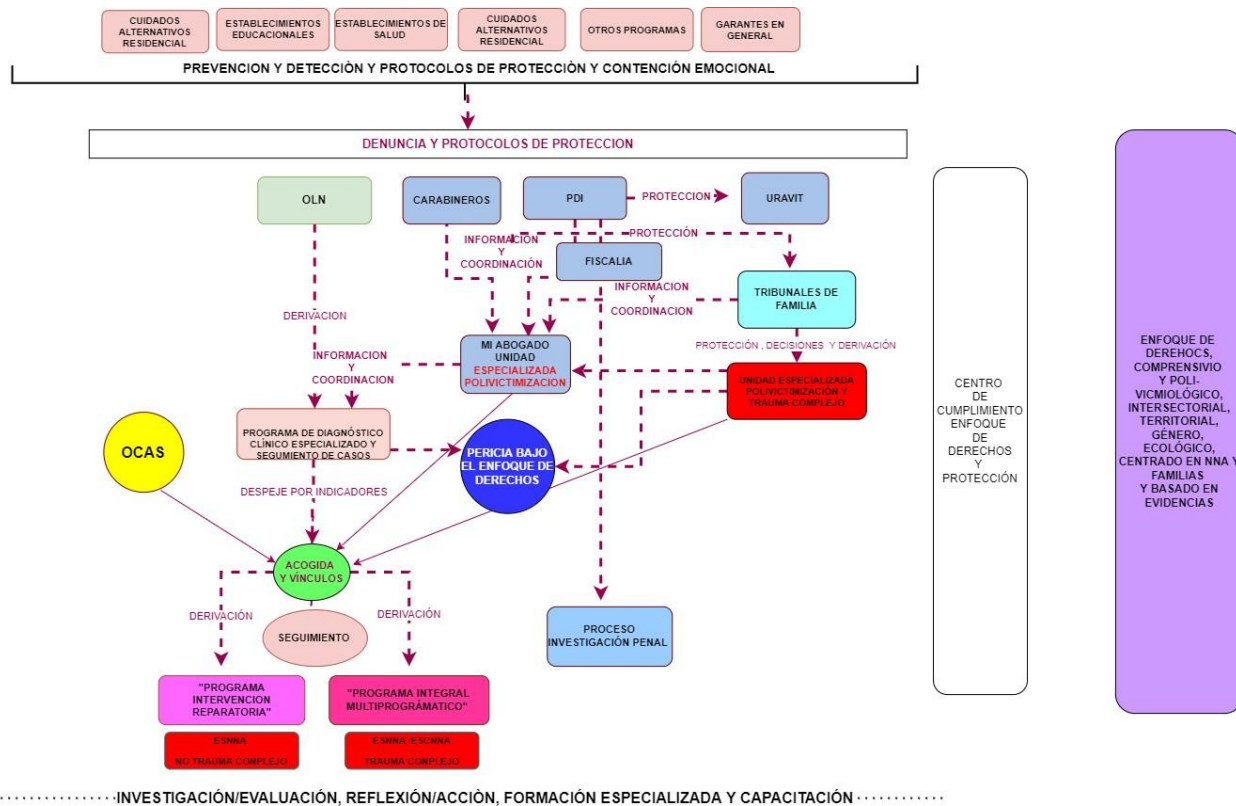 CUIDADOS
ALTERNATIVOS
RESIDENCIAL
ESTABLECIMIENTOS
EDUCACIONALES
ESTABLECIMIENTOS DE
SALUD
CUIDADOS
ALTERNATIVOS
RESIDENCIAL
OTROS PROGRAMAS
GARANTES EN
GENERAL
PREVENCION Y DETECCIÒN Y PROTOCOLOS DE PROTECCIÒN Y CONTENCIÓN EMOCIONAL
DENUNCIA Y PROTOCOLOS DE PROTECCION
OLN
CARABINEROS
PDI
PROTECCION
URAVIT
INFORMACION
Y
COORDINACIÓN
PROTECCIÓN
FISCALIA
TRIBUNALES DE
FAMILIA
INFORMACION
Y
COORDINACION
DERIVACION
MI ABOGADO
UNIDAD
ESPECIALIZADA
POLIVICTIMIZACION
PROTECCIÓN , DECISIONES Y DERIVACIÓN
INFORMACION
Y
COORDINACION
UNIDAD ESPECIALIZADA
POLIVICTIMIZACIÓN Y
TRAUMA COMPLEJO
PROGRAMA DE DIAGNÓSTICO
CLÍNICO ESPECIALIZADO Y
SEGUMIENTO DE CASOS
OCAS
PERICIA BAJO
EL ENFOQUE DE
DERECHOS
DESPEJE POR INDICADORES
ACOGIDA
Y VÍNCULOS
DERIVACIÓN
DERIVACIÓN
SEGUIMIENTO
PROCESO
INVESTIGACIÓN PENAL
"PROGRAMA
INTERVENCION
REPARATORIA"
"PROGRAMA INTEGRAL
MULTIPROGRÁMATICO"
ESNNA
NO TRAUMA CONPLEJO
ESNNA /ESCNNA
TRAUMA CONPLEJO
CENTRO
DE
CUMPLIMIENTO
ENFOQUE
DE
DERECHOS
Y
PROTECCIÓN
ENFOQUE DE
DEREHOCS,
COMPRENSIVIO
Y POLI-
VICMIOLÓGICO,
INTERSECTORIAL,
TERRITORIAL,
GÉNERO,
ECOLÓGICO,
CENTRADO EN NNA Y
FAMILIAS
Y BASADO EN
EVIDENCIAS
INVESTIGACIÓN/EVALUACIÓN, REFLEXIÓN/ACCIÒN, FORMACIÓN ESPECIALIZADA Y CAPACITACIÓN